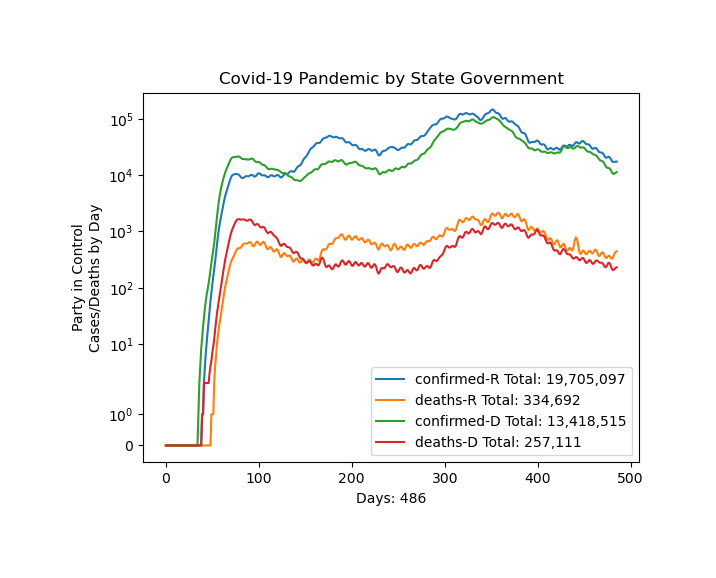 Covid-19 Pandemic by State Government
Party in Control
Cases/Deaths by Day
10^5
10^4
10^3
10^2
10^1
10^0
0
confirmed-R Total: 19,705,097
deaths-R Total: 334,692
confirmed-D Total: 13,418,515
deaths-D Total: 257,111
0 100 200 300 400 500
Days: 486